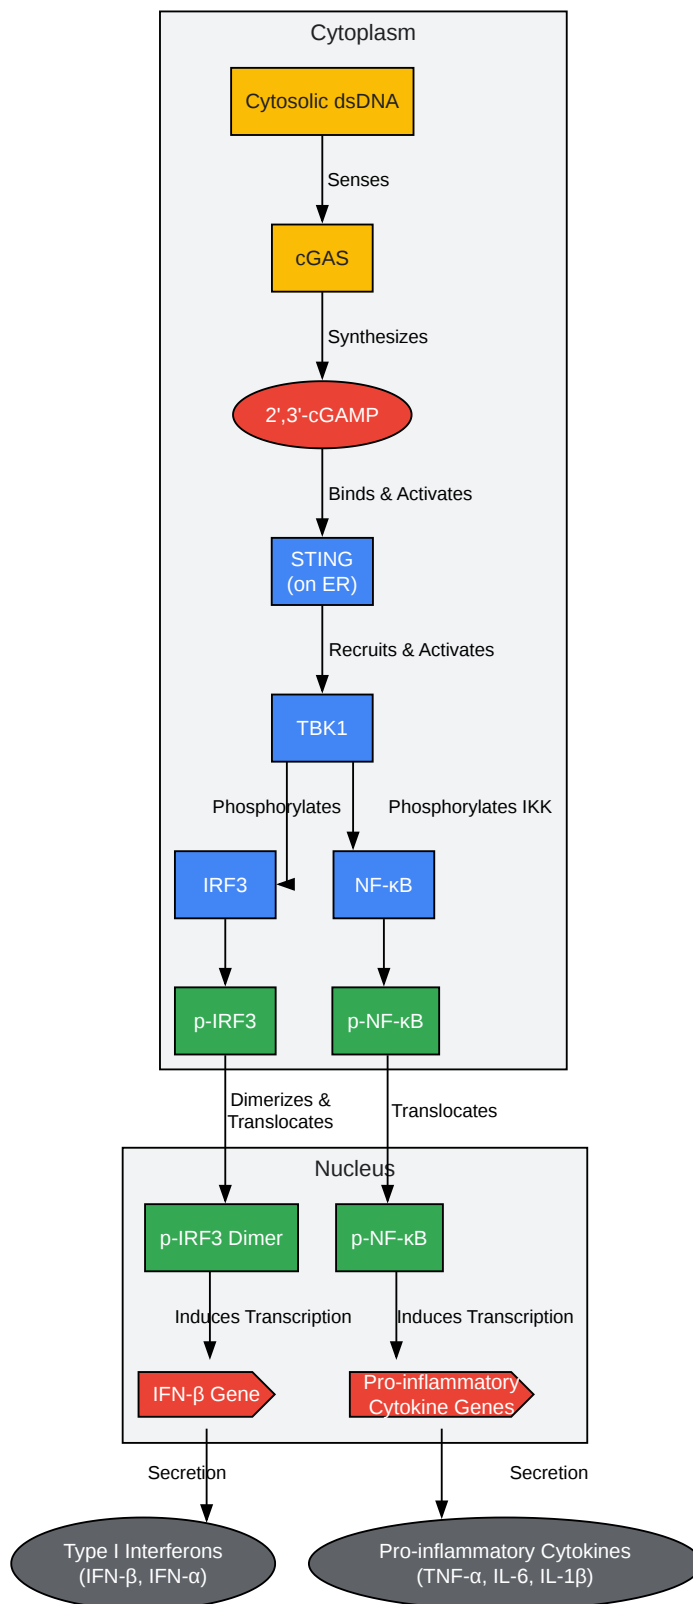 Cytoplasm
Cytosolic dsDNA
Senses
cGAS
Synthesizes
2',3'-cGAMP
Binds & Activates
STING
(on ER)
Recruits & Activates
TBK1
Phosphorylates
Phosphorylates IKK
IRF3
NF-κB
p-IRF3
p-NF-κB
Dimerizes &
Translocates
Translocates
Nucleus
p-IRF3 Dimer
p-NF-κB
Induces Transcription
Induces Transcription
IFN-β Gene
Pro-inflammatory
Cytokine Genes
Secretion
Secretion
Type I Interferons
(IFN-β, IFN-α)
Pro-inflammatory Cytokines
(TNF-α, IL-6, IL-1β)